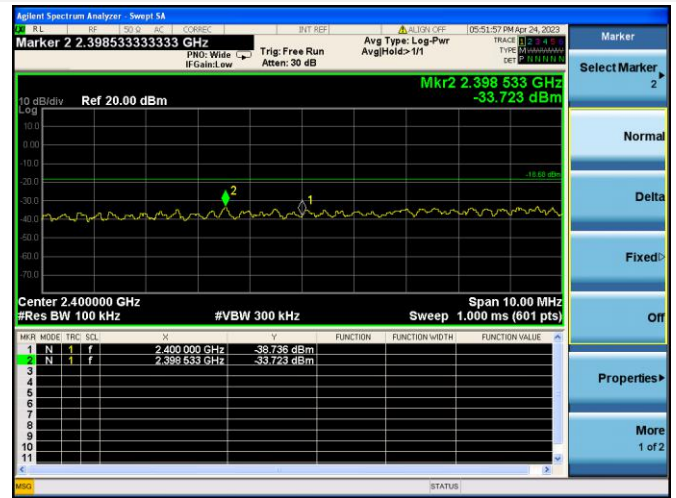 Agilent Spectrum Analyzer - Swept SA
RL RF 50 Ω AC CORREC INT REF ALIGN OFF 05:51:57 PM Apr 24, 2023
Marker 2 2.398533333333 GHz
PNO: Wide
IFGain:Low
Trig: Free Run
Atten: 30 dB
Avg Type: Log-Pwr
Avg|Hold>1/1
TRACE 1 2 3 4 5 6
TYPE
DET P N N N N N
Mkr2 2.398 533 GHz
-33.723 dBm
10 dB/div Ref 20.00 dBm
Log
10.0
0.00
-10.0
-20.0
-30.0
-40.0
-50.0
-60.0
-70.0
-18.60 dBm
2
1
Center 2.400000 GHz Span 10.00 MHz
#Res BW 100 kHz #VBW 300 kHz Sweep 1.000 ms (601 pts)
MKR MODE TRC SCL X Y FUNCTION FUNCTION WIDTH FUNCTION VALUE
1 N 1 f 2.400 000 GHz -38.736 dBm
2 N 1 f 2.398 533 GHz -33.723 dBm
3
4
5
6
7
8
9
10
11
MSG STATUS
Marker
Select Marker
2
Normal
Delta
Fixed
Off
Properties
More
1 of 2